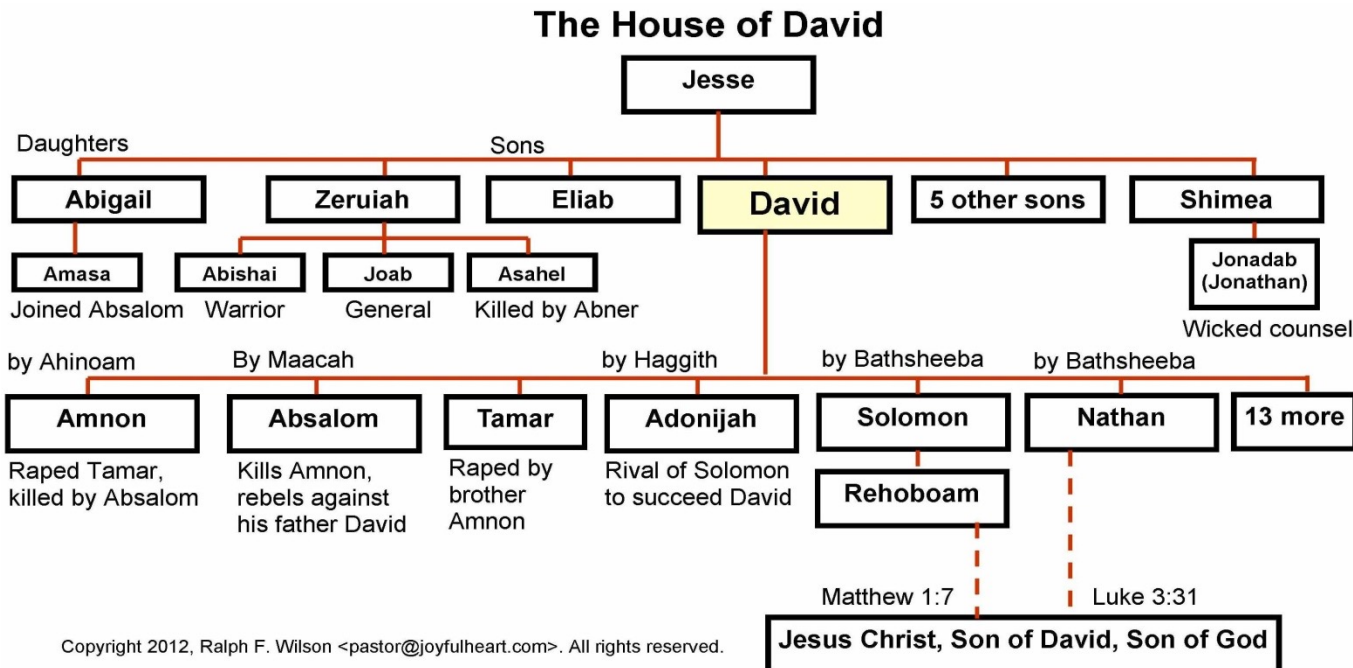 The House of David
Jesse
Daughters
Sons
Abigail
Zeruiah
Eliab
David
5 other sons
Shimea
Amasa
Abishai
Joab
Asahel
Jonadab
(Jonathan)
Joined Absalom
Warrior
General
Killed by Abner
Wicked counsel
by Ahinoam
By Maacah
by Haggith
by Bathsheeba
by Bathsheeba
Amnon
Absalom
Tamar
Adonijah
Solomon
Nathan
13 more
Raped Tamar,
killed by Absalom
Kills Amnon,
rebels against
his father David
Raped by
brother
Amnon
Rival of Solomon
to succeed David
Rehoboam
Matthew 1:7
Luke 3:31
Jesus Christ, Son of David, Son of God
Copyright 2012, Ralph F. Wilson <pastor@joyfulheart.com>. All rights reserved.